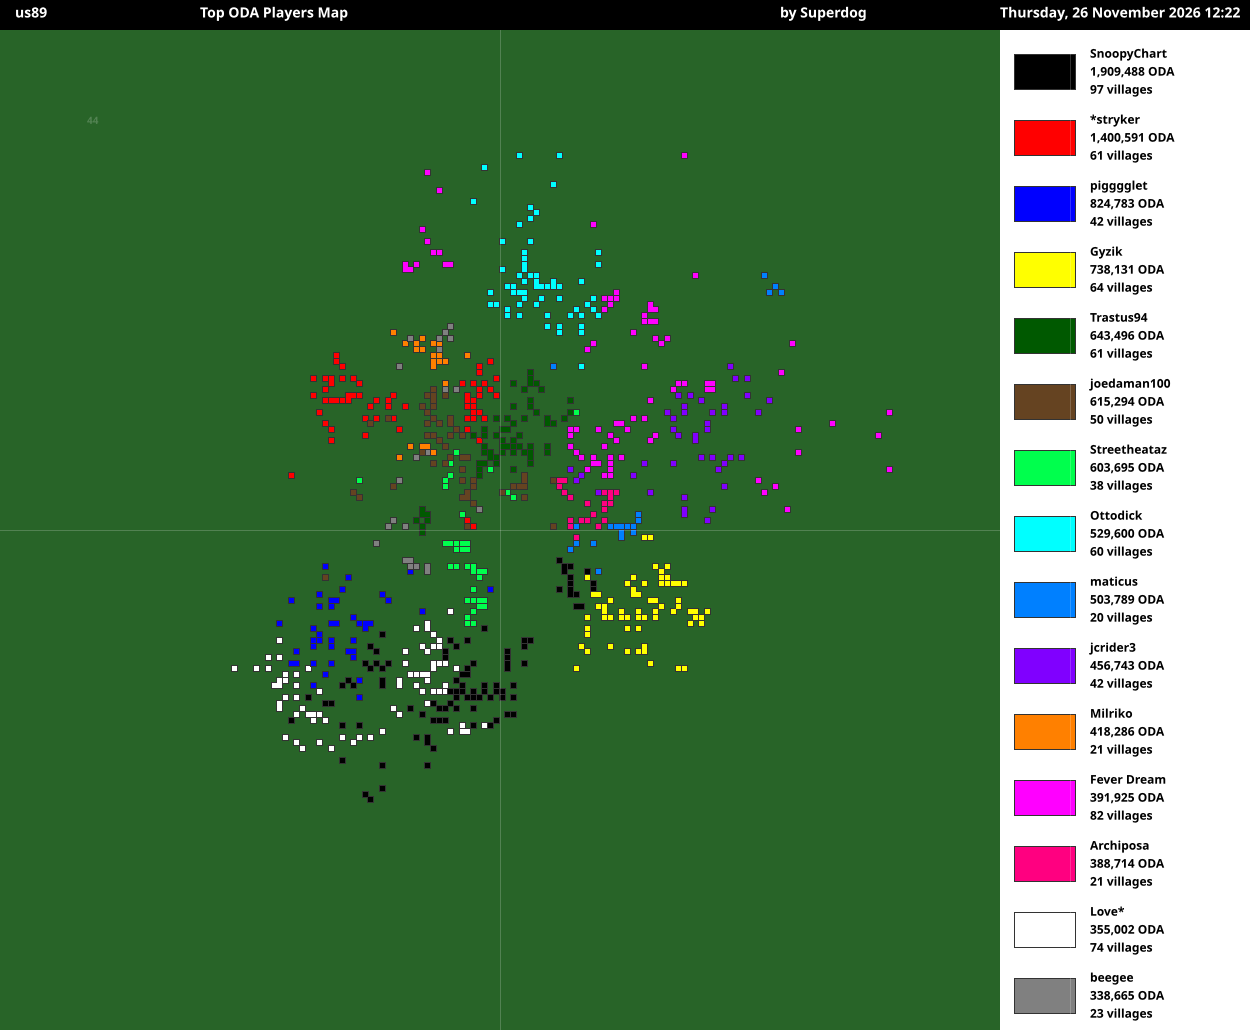 us89 Top ODA Players Map by Superdog Thursday, 26 November 2026 12:22
44
SnoopyChart
1,909,488 ODA
97 villages
*stryker
1,400,591 ODA
61 villages
pigggglet
824,783 ODA
42 villages
Gyzik
738,131 ODA
64 villages
Trastus94
643,496 ODA
61 villages
joedaman100
615,294 ODA
50 villages
Streetheataz
603,695 ODA
38 villages
Ottodick
529,600 ODA
60 villages
maticus
503,789 ODA
20 villages
jcrider3
456,743 ODA
42 villages
Milriko
418,286 ODA
21 villages
Fever Dream
391,925 ODA
82 villages
Archiposa
388,714 ODA
21 villages
Love*
355,002 ODA
74 villages
beegee
338,665 ODA
23 villages